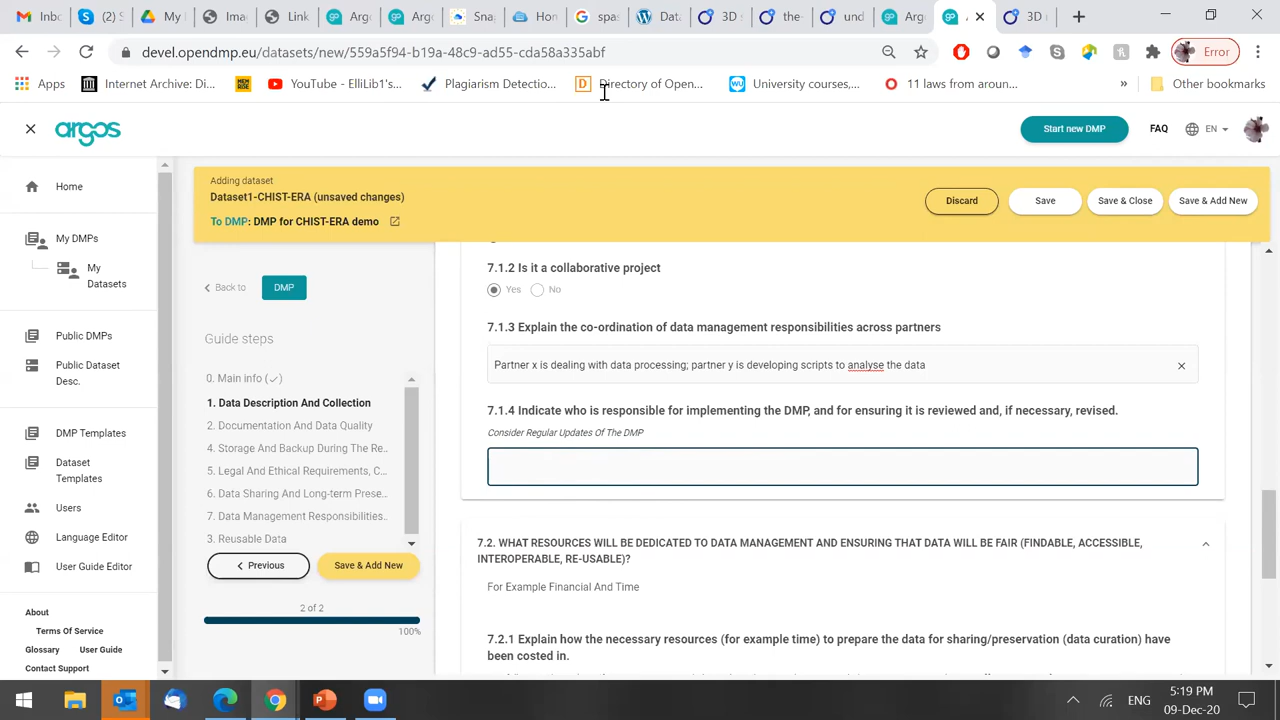 Snap
spas
Dat
3D
the
und
3D
devel.opendmp.eu/datasets/new/559a5f94-b19a-48c9-ad55-cda58a335abf
Error
Apps
Internet Archive: Di...
YouTube - ElliLib1's...
Plagiarism Detectio...
Directory of Open...
University courses,...
11 laws from aroun...
»
Other bookmarks
argos
Start new DMP
FAQ
EN
Home
My DMPs
My Datasets
Public DMPs
Public Dataset
Desc.
DMP Templates
Dataset
Templates
Users
Language Editor
User Guide Editor
About
Terms Of Service
Glossary
User Guide
Contact Support
Adding dataset
Dataset1-CHIST-ERA (unsaved changes)
To DMP: DMP for CHIST-ERA demo
Discard
Save
Save & Close
Save & Add New
Back to
DMP
Guide steps
0. Main info (✓)
1. Data Description And Collection
2. Documentation And Data Quality
4. Storage And Backup During The Re..
5. Legal And Ethical Requirements, C...
6. Data Sharing And Long-term Prese...
7. Data Management Responsibilities..
3. Reusable Data
Previous
Save & Add New
2 of 2
100%
7.1.2 Is it a collaborative project
Yes
No
7.1.3 Explain the co-ordination of data management responsibilities across partners
Partner x is dealing with data processing; partner y is developing scripts to analyse the data
7.1.4 Indicate who is responsible for implementing the DMP, and for ensuring it is reviewed and, if necessary, revised.
Consider Regular Updates Of The DMP
7.2. WHAT RESOURCES WILL BE DEDICATED TO DATA MANAGEMENT AND ENSURING THAT DATA WILL BE FAIR (FINDABLE, ACCESSIBLE,
INTEROPERABLE, RE-USABLE)?
For Example Financial And Time
7.2.1 Explain how the necessary resources (for example time) to prepare the data for sharing/preservation (data curation) have
been costed in.
ENG
5:19 PM
09-Dec-20